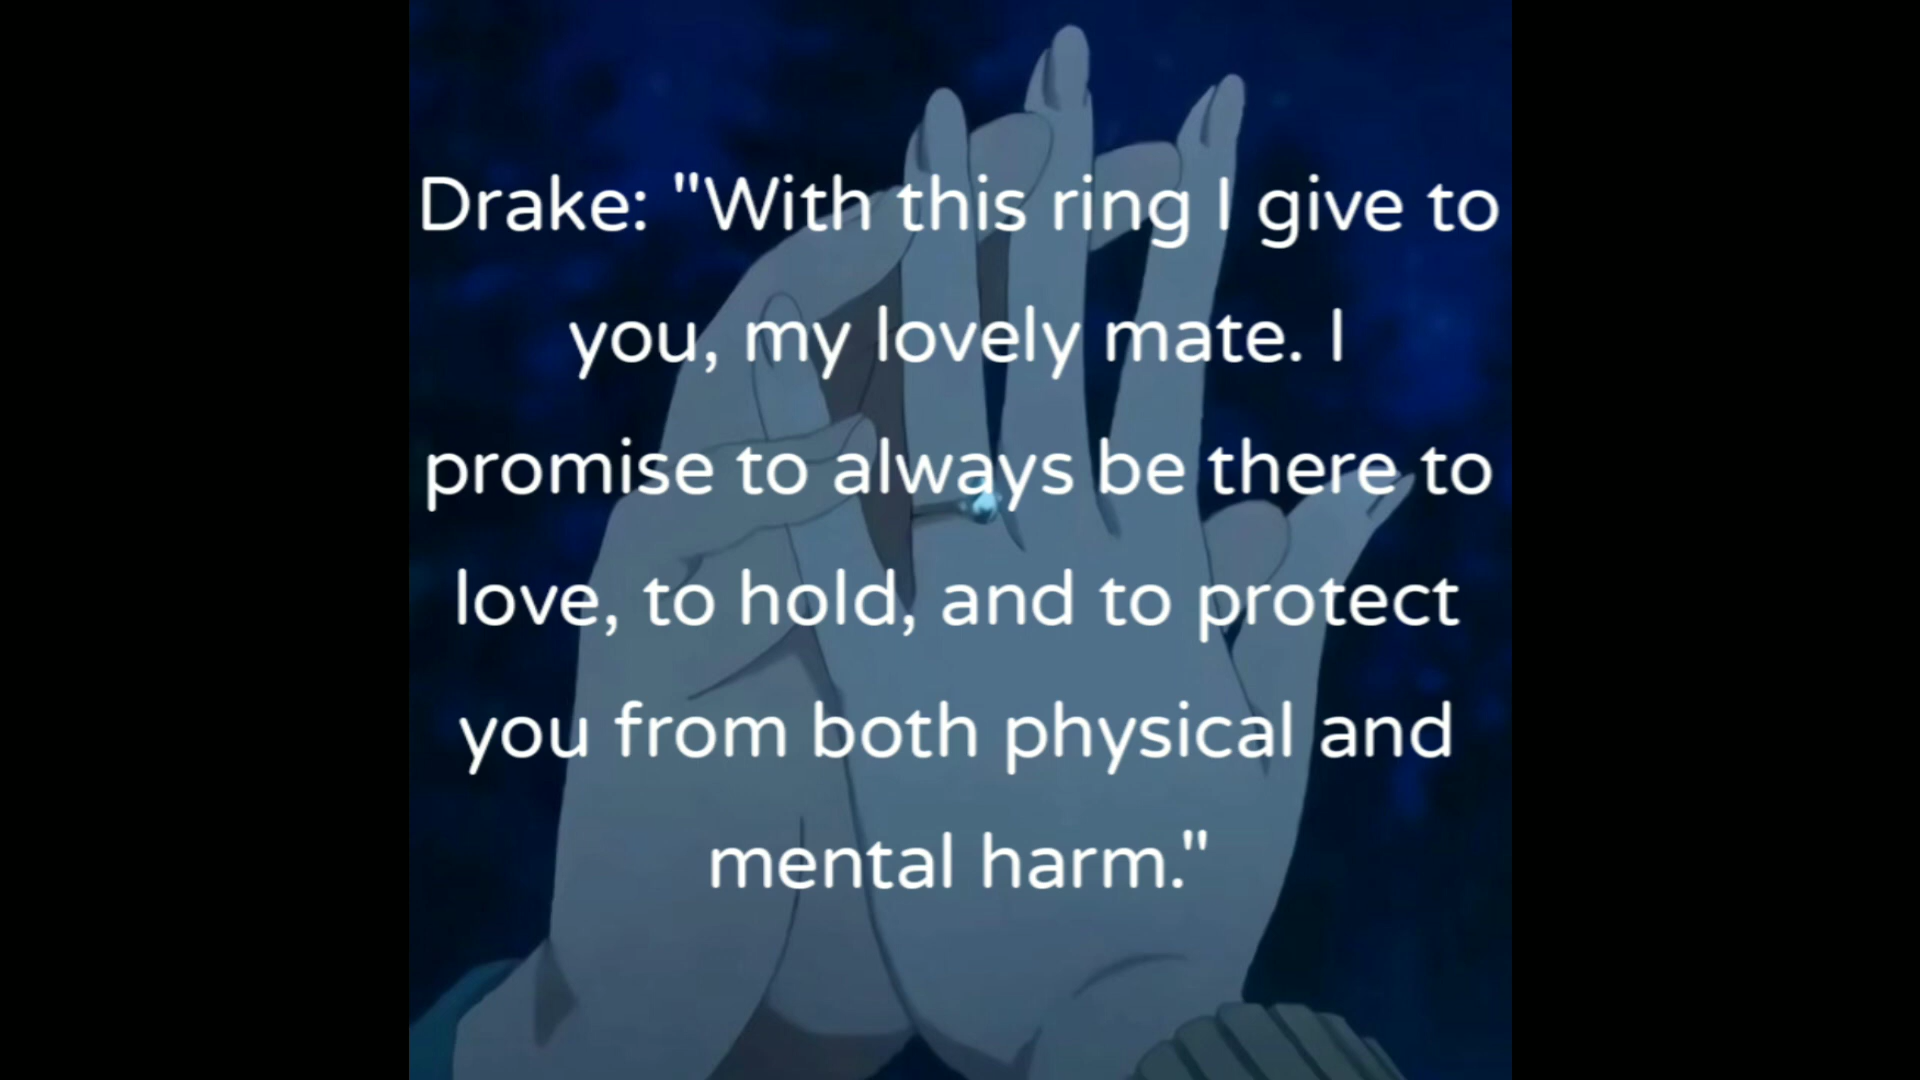 Drake: "With this ring I give to
you, my lovely mate. I
promise to always be there to
love, to hold, and to protect
you from both physical and
mental harm."